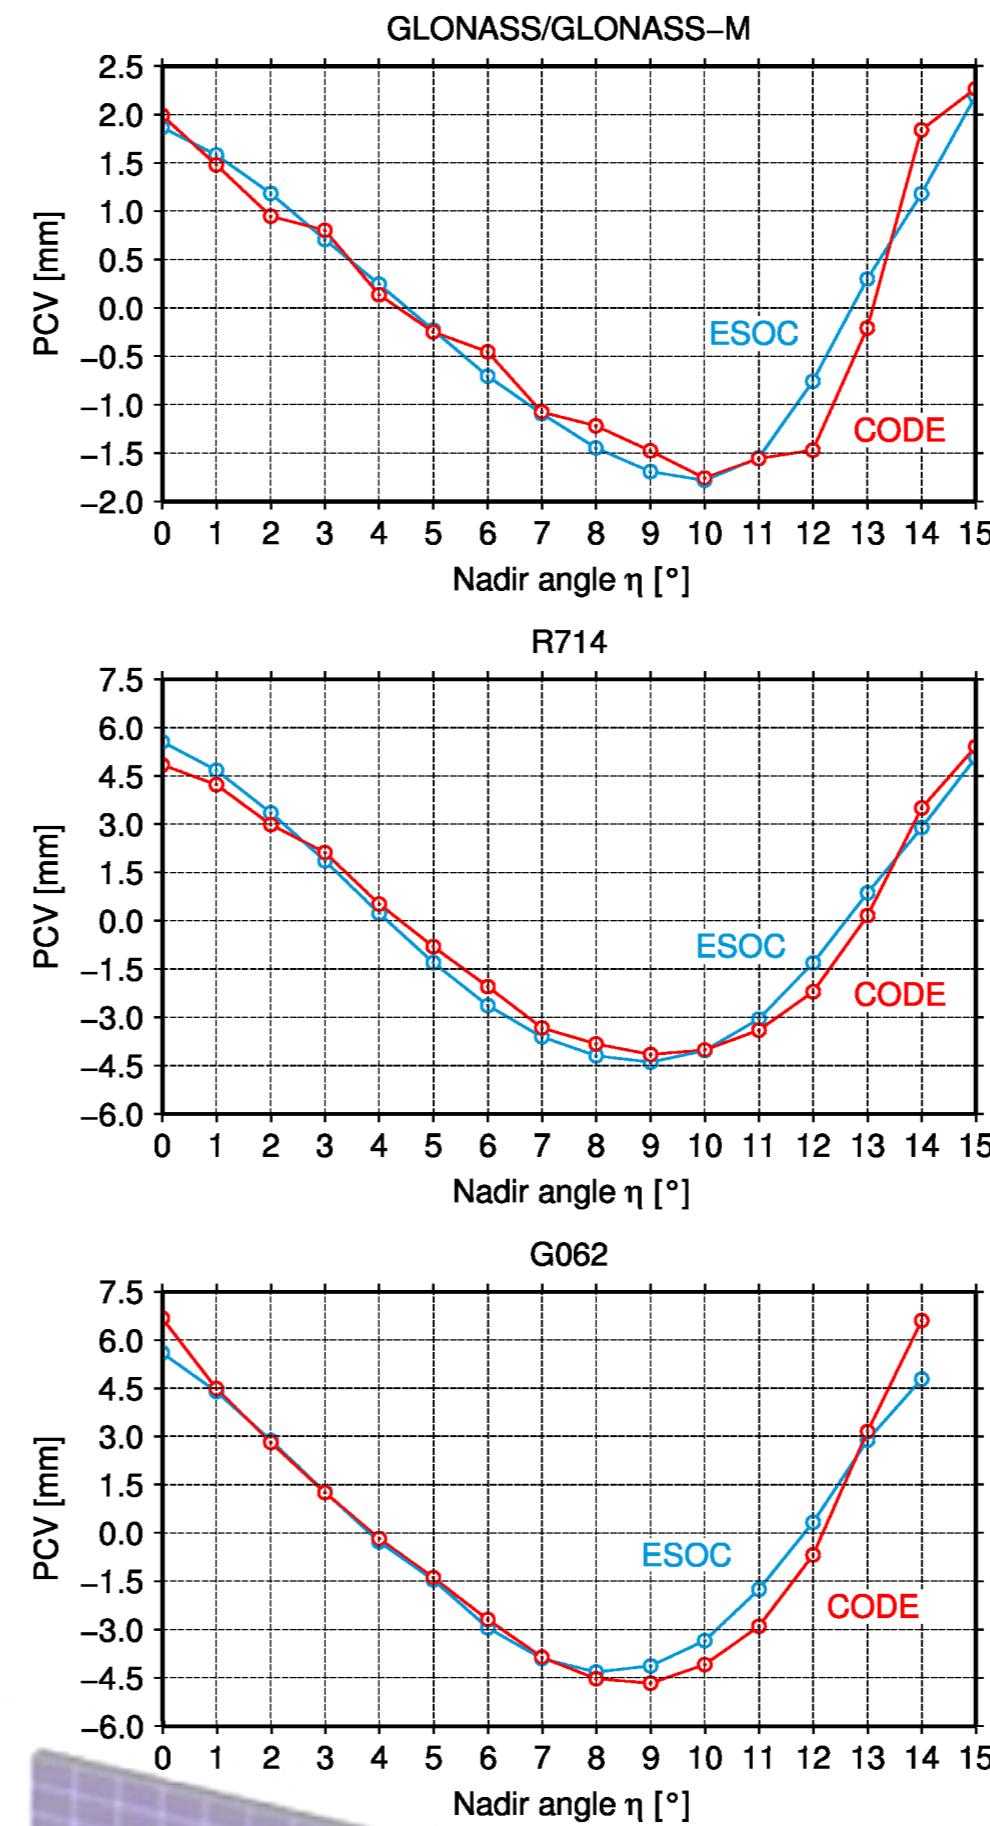 GLONASS/GLONASS−M
2.5
2.0
1.5
1.0
0.5
0.0
−0.5
−1.0
−1.5
−2.0
PCV [mm]
ESOC
CODE
0 1 2 3 4 5 6 7 8 9 10 11 12 13 14 15
Nadir angle η [°]
R714
7.5
6.0
4.5
3.0
1.5
0.0
−1.5
−3.0
−4.5
−6.0
PCV [mm]
ESOC
CODE
0 1 2 3 4 5 6 7 8 9 10 11 12 13 14 15
Nadir angle η [°]
G062
7.5
6.0
4.5
3.0
1.5
0.0
−1.5
−3.0
−4.5
−6.0
PCV [mm]
ESOC
CODE
0 1 2 3 4 5 6 7 8 9 10 11 12 13 14 15
Nadir angle η [°]